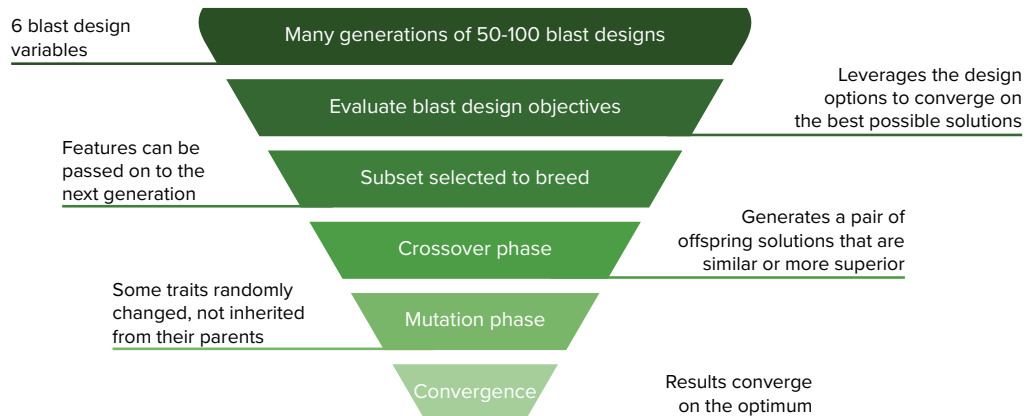 6 blast design
variables
Many generations of 50-100 blast designs
Evaluate blast design objectives
Leverages the design
options to converge on
the best possible solutions
Features can be
passed on to the
next generation
Subset selected to breed
Crossover phase
Generates a pair of
offspring solutions that are
similar or more superior
Some traits randomly
changed, not inherited
from their parents
Mutation phase
Convergence
Results converge
on the optimum